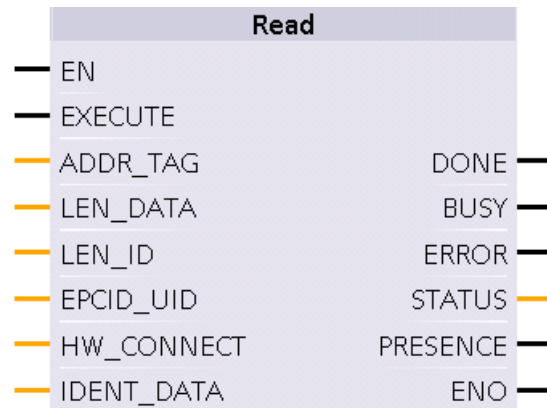 Read
EN
EXECUTE
ADDR_TAG DONE
LEN_DATA BUSY
LEN_ID ERROR
EPCID_UID STATUS
HW_CONNECT PRESENCE
IDENT_DATA ENO